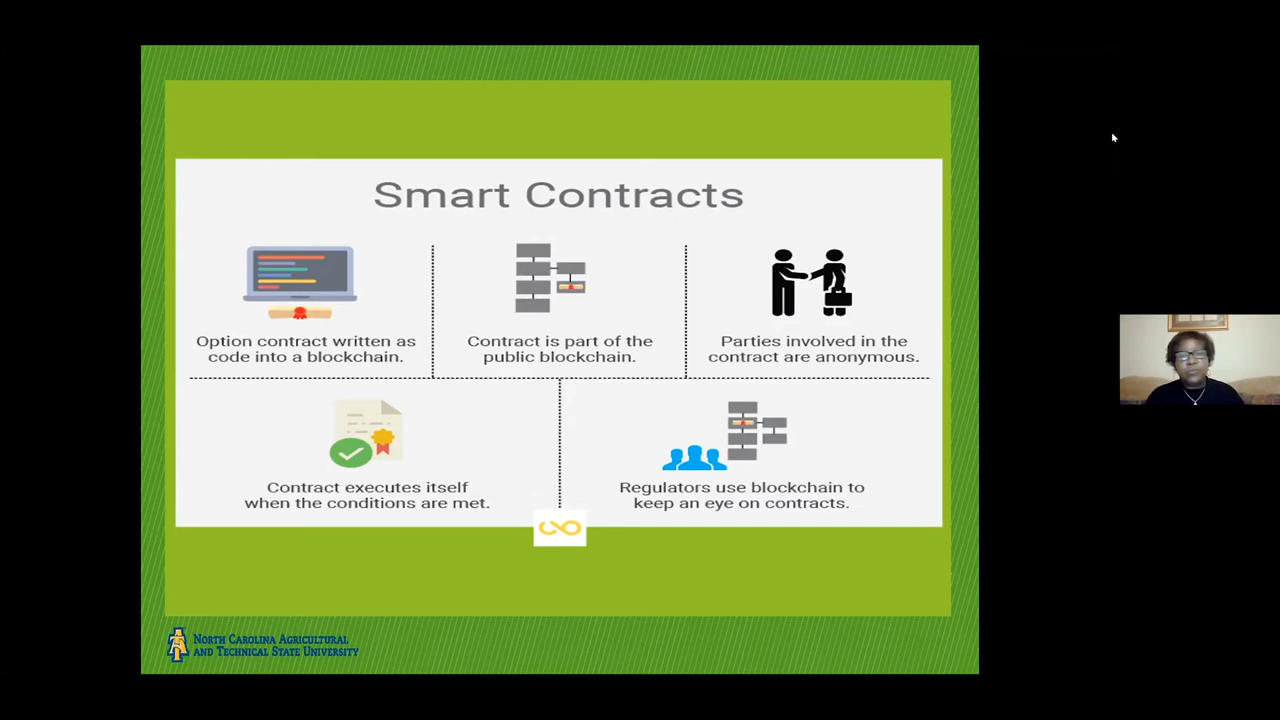 Smart Contracts
Option contract written as
code into a blockchain.
Contract is part of the
public blockchain.
Parties involved in the
contract are anonymous.
Contract executes itself
when the conditions are met.
Regulators use blockchain to
keep an eye on contracts.
North Carolina Agricultural
and Technical State University